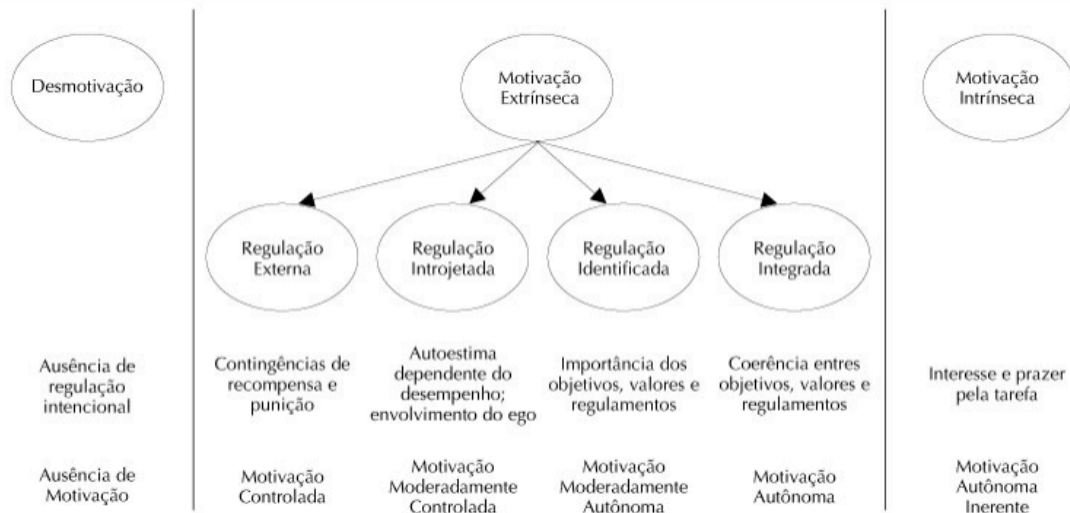 Desmotivação
Motivação
Extrínseca
Motivação
Intrínseca
Regulação
Externa
Regulação
Introjetada
Regulação
Identificada
Regulação
Integrada
Ausência de
regulação
intencional
Contingências de
recompensa e
punição
Autoestima
dependente do
desempenho;
envolvimento do ego
Importância dos
objetivos, valores e
regulamentos
Coerência entres
objetivos, valores e
regulamentos
Interesse e prazer
pela tarefa
Ausência de
Motivação
Motivação
Controlada
Motivação
Moderadamente
Controlada
Motivação
Moderadamente
Autônoma
Motivação
Autônoma
Motivação
Autônoma
Inerente